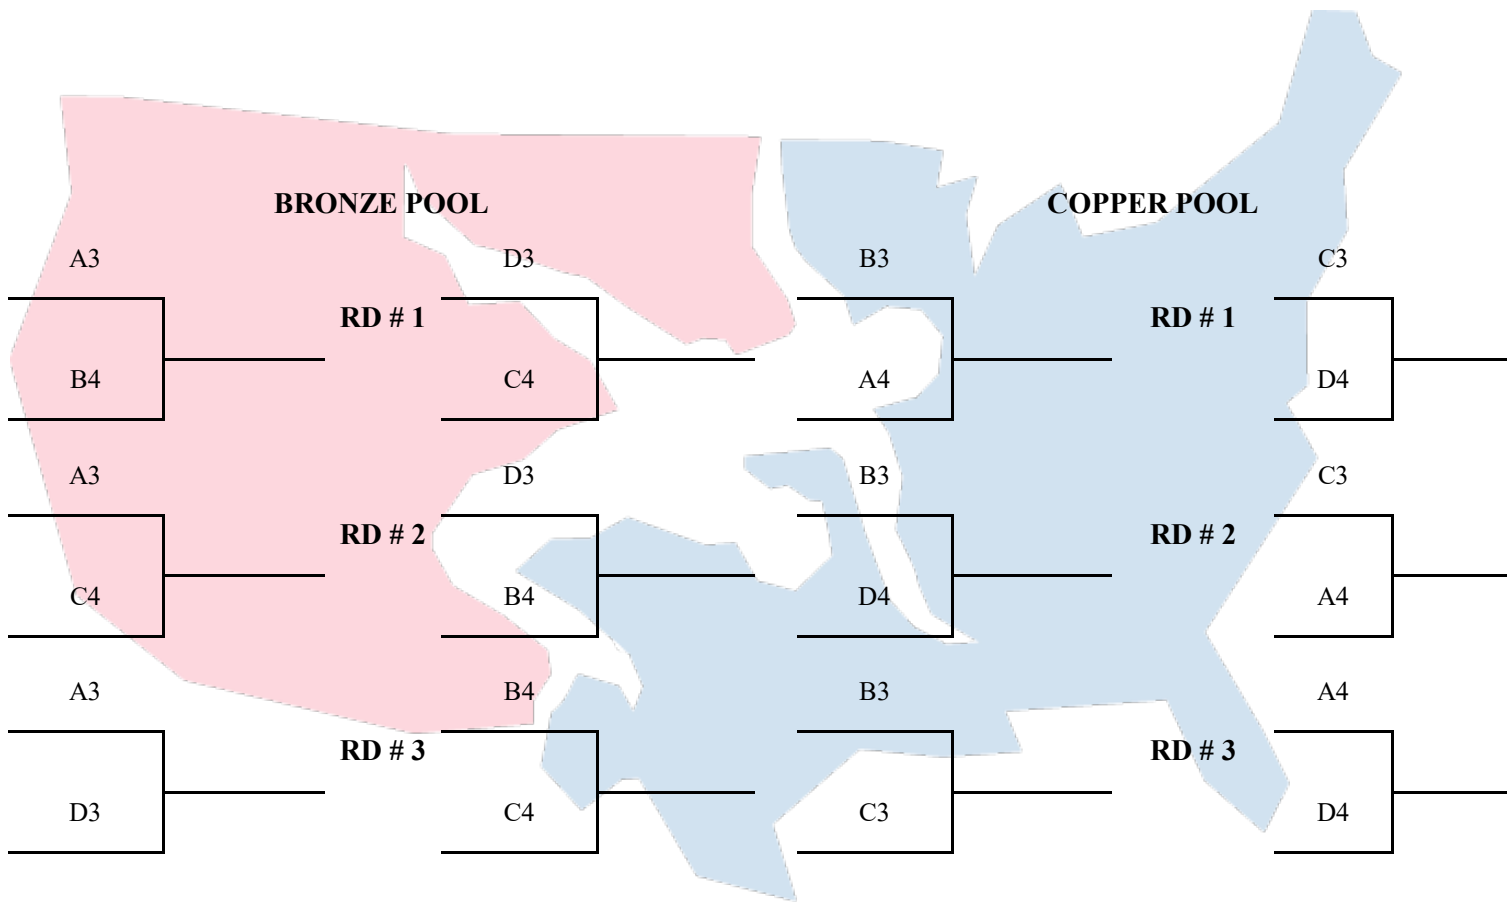 BRONZE POOL COPPER POOL
A3 D3 B3 C3
RD # 1 RD # 1
B4 C4 A4 D4
A3 D3 B3 C3
RD # 2 RD # 2
C4 B4 D4 A4
A3 B4 B3 A4
RD # 3 RD # 3
D3 C4 C3 D4